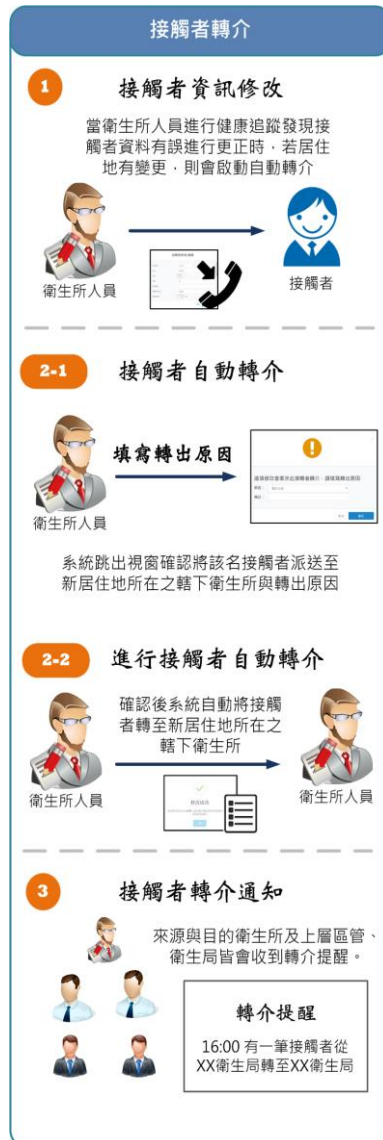 接觸者轉介
1
接觸者資訊修改
當衛生所人員進行健康追蹤發現接
觸者資料有誤進行更正時，若居住
地有變更，則會啟動自動轉介
衛生所人員
接觸者
2-1
接觸者自動轉介
填寫轉出原因
衛生所人員
系統跳出視窗確認將該名接觸者派送至
新居住地所在之轄下衛生所與轉出原因
2-2
進行接觸者自動轉介
確認後系統自動將接觸
者轉至新居住地所在之
轄下衛生所
衛生所人員
衛生所人員
3
接觸者轉介通知
來源與目的衛生所及上層區管、
衛生局皆會收到轉介提醒。
轉介提醒
16:00 有一筆接觸者從
XX衛生局轉至XX衛生局